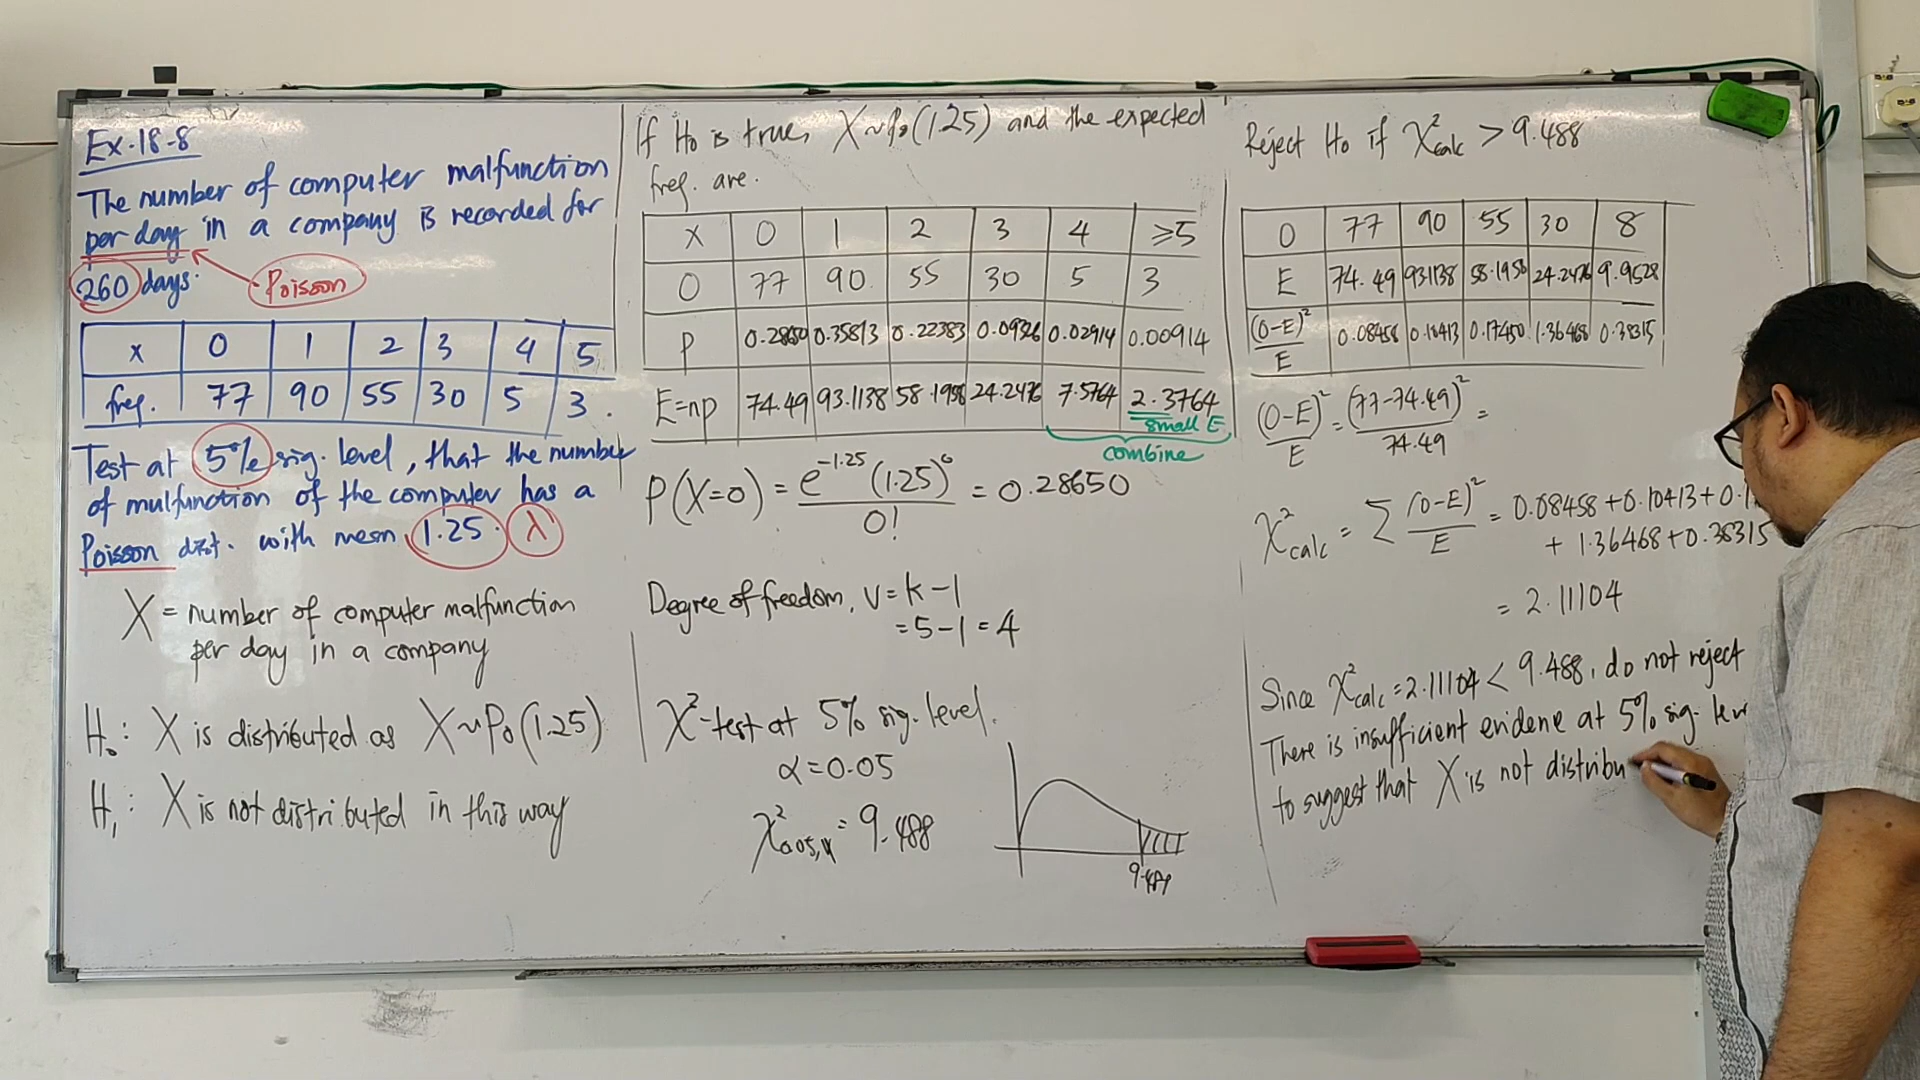 Ex.18-8
The number of computer malfunction
per day in a company is recorded for
260 days.
Poisson
x 0 1 2 3 4 5
freq. 77 90 55 30 5 3.
Test at 5% sig. level, that the number
of mulfunction of the computer has a
Poisson dist. with mean 1.25. λ
X = number of computer malfunction
per day in a company
H₀: X is distributed as X~Po(1.25)
H₁: X is not distributed in this way
If H₀ is true, X~Po(1.25) and the expected
freq. are.
X 0 1 2 3 4 ≥5
O 77 90 55 30 5 3
P 0.28650 0.35813 0.22383 0.09326 0.02914 0.00914
E=np 74.49 93.1138 58.1958 24.2476 7.5764 2.3764
small E
combine
P(X=0) = e^-1.25 (1.25)^0 / 0! = 0.28650
Degree of freedom, v = k-1
= 5-1 = 4
χ²-test at 5% sig. level.
α = 0.05
χ²0.05,4 = 9.488
Reject H₀ if χ²calc > 9.488
O 77 90 55 30 8
E 74.49 93.1138 58.1958 24.2476 9.9528
(O-E)²/E 0.08458 0.10413 0.17450 1.36468 0.38315
(O-E)²/E = (77-74.49)²/74.49 =
χ²calc = Σ (O-E)²/E = 0.08458+0.10413+0.1
+ 1.36468+0.38315
= 2.11104
Since χ²calc = 2.11104 < 9.488, do not reject
There is insufficient evidene at 5% sig.
to suggest that X is not distribu